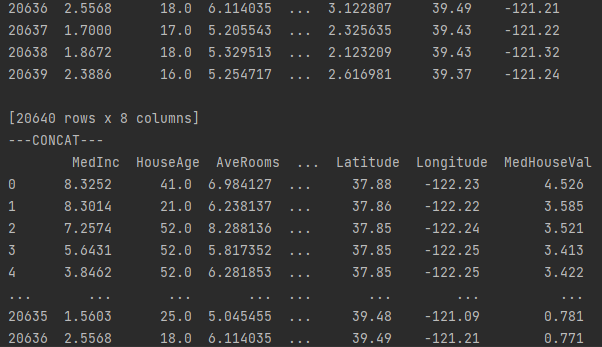 20636  2.5568      18.0  6.114035  ...  3.122807     39.49    -121.21
20637  1.7000      17.0  5.205543  ...  2.325635     39.43    -121.22
20638  1.8672      18.0  5.329513  ...  2.123209     39.43    -121.32
20639  2.3886      16.0  5.254717  ...  2.616981     39.37    -121.24
[20640 rows x 8 columns]
---CONCAT---
        MedInc  HouseAge  AveRooms  ...  Latitude  Longitude  MedHouseVal
0       8.3252      41.0  6.984127  ...     37.88    -122.23        4.526
1       8.3014      21.0  6.238137  ...     37.86    -122.22        3.585
2       7.2574      52.0  8.288136  ...     37.85    -122.24        3.521
3       5.6431      52.0  5.817352  ...     37.85    -122.25        3.413
4       3.8462      52.0  6.281853  ...     37.85    -122.25        3.422
...        ...       ...       ...  ...       ...        ...          ...
20635  1.5603      25.0  5.045455  ...     39.48    -121.09        0.781
20636  2.5568      18.0  6.114035  ...     39.49    -121.21        0.771